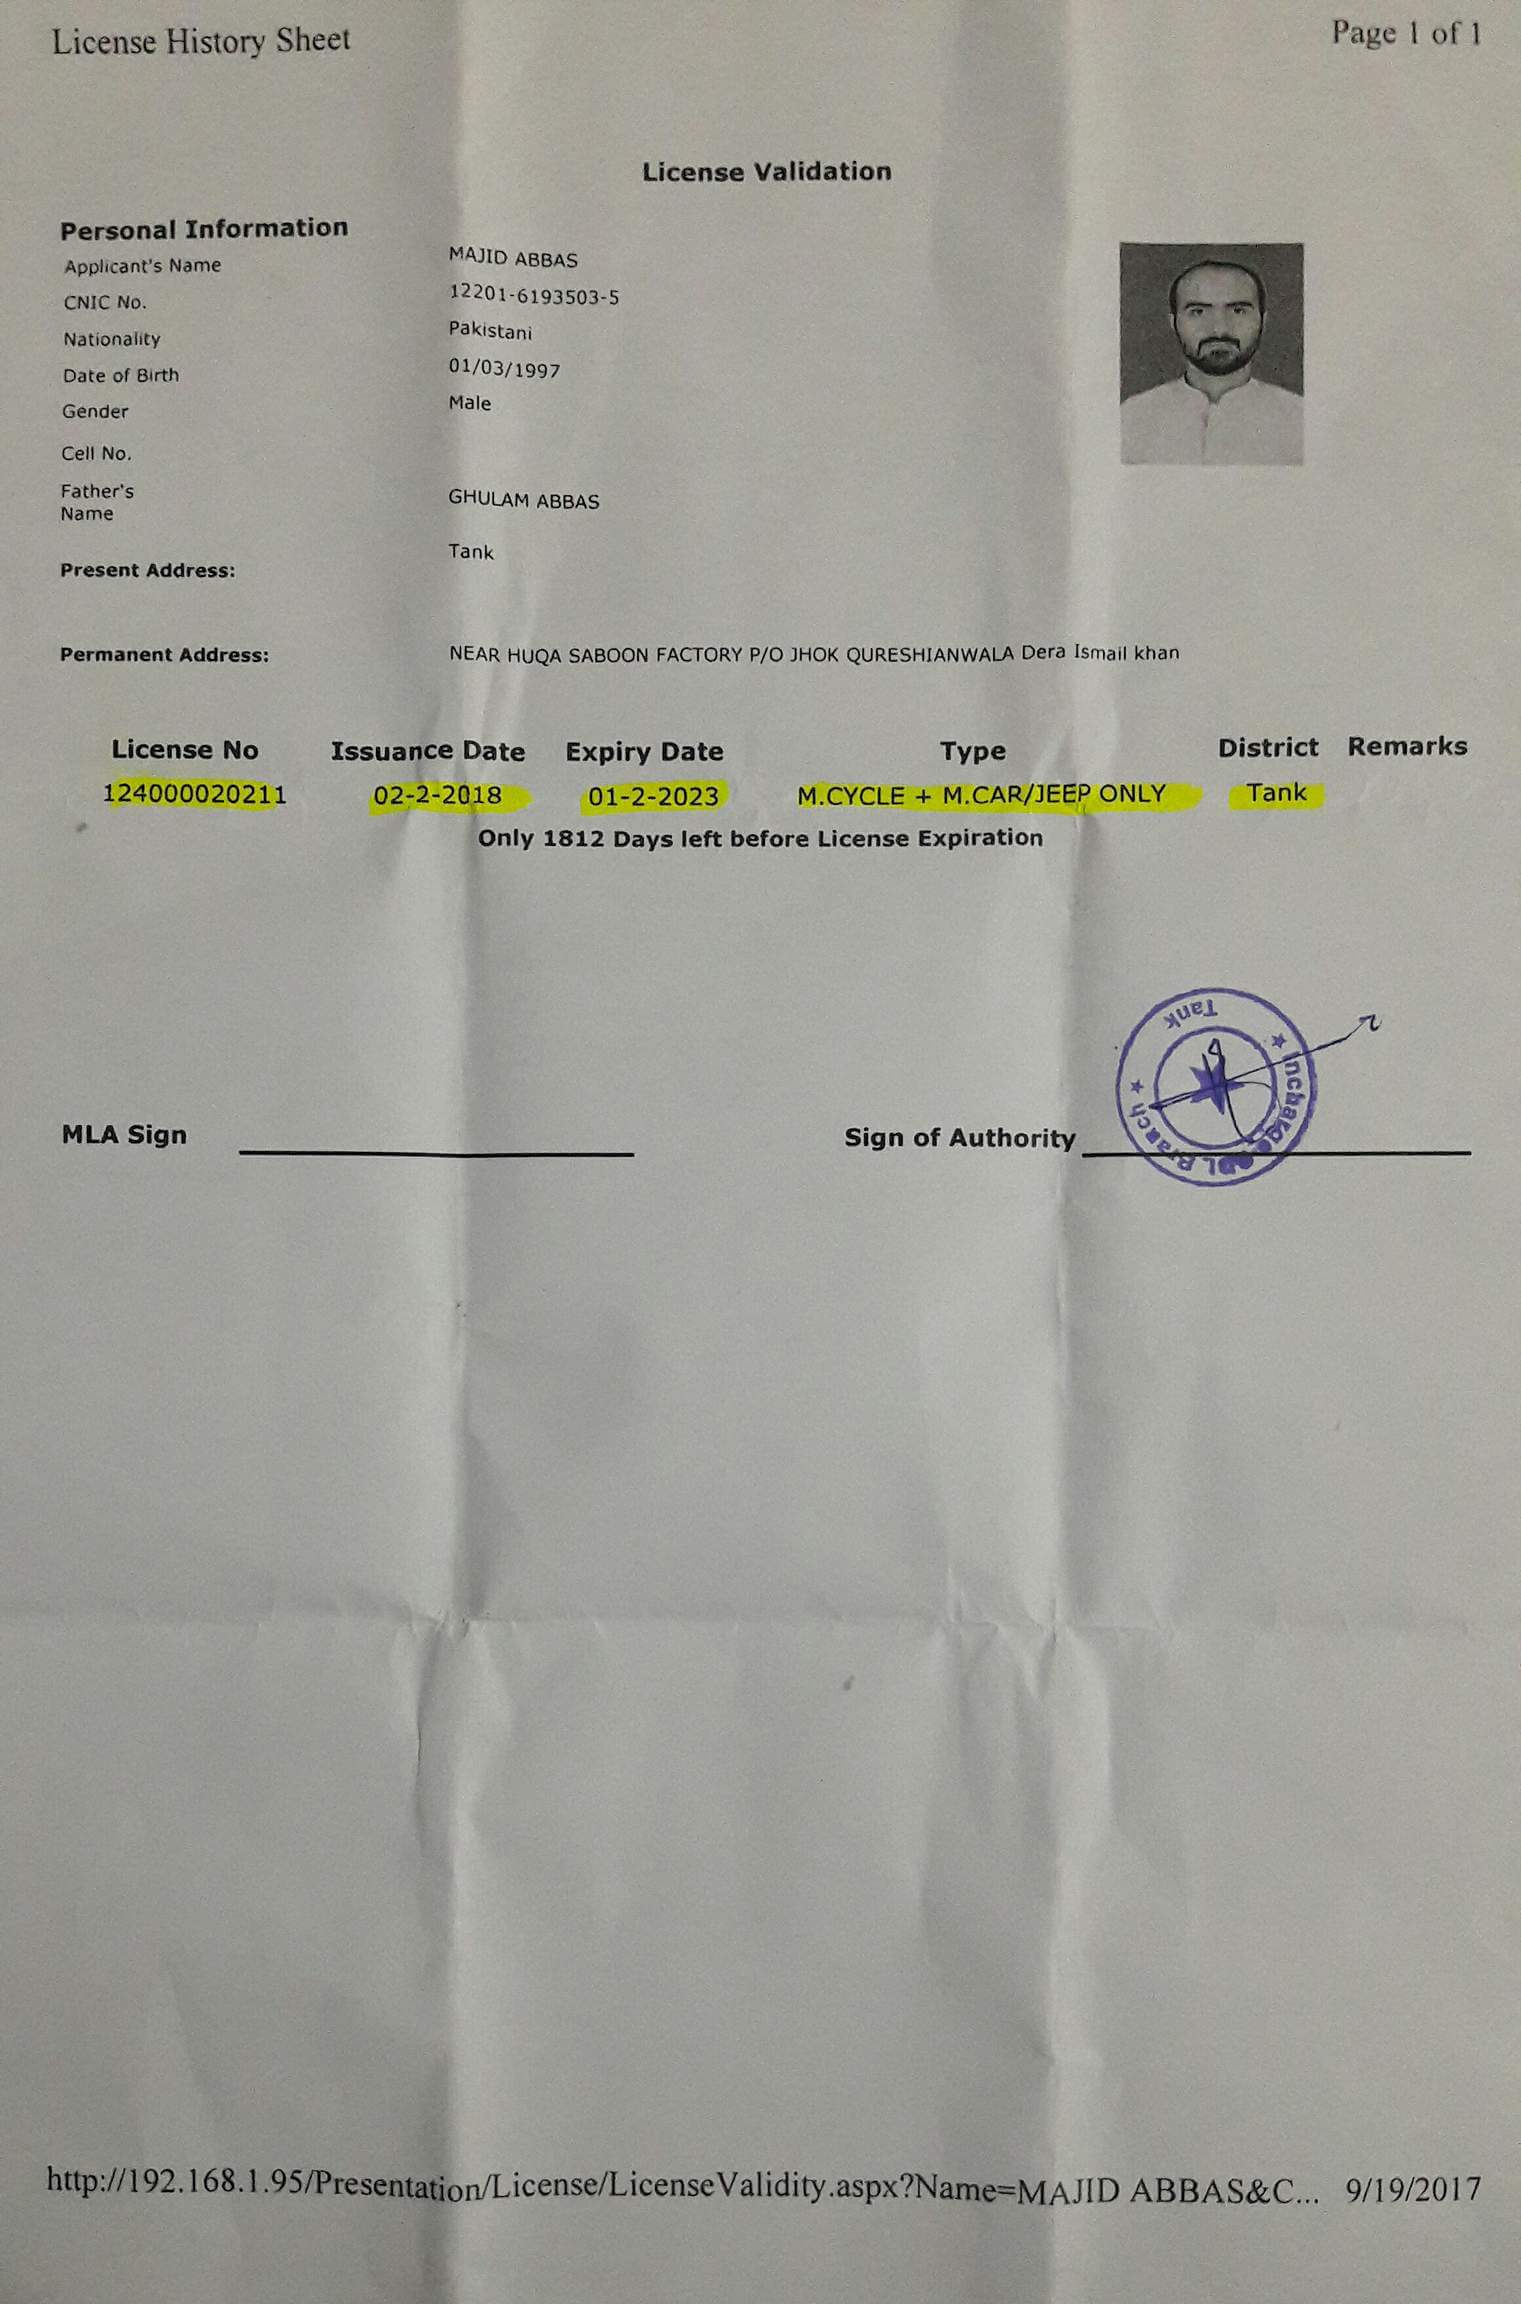 License History Sheet
Page 1 of 1
License Validation
Personal Information
Applicant's Name MAJID ABBAS
CNIC No. 12201-6193503-5
Nationality Pakistani
Date of Birth 01/03/1997
Gender Male
Cell No.
Father's
Name GHULAM ABBAS
Present Address: Tank
Permanent Address: NEAR HUQA SABOON FACTORY P/O JHOK QURESHIANWALA Dera Ismail khan
License No Issuance Date Expiry Date Type District Remarks
124000020211 02-2-2018 01-2-2023 M.CYCLE + M.CAR/JEEP ONLY Tank
Only 1812 Days left before License Expiration
MLA Sign
Sign of Authority
Incharge Branch
Tank
http://192.168.1.95/Presentation/License/LicenseValidity.aspx?Name=MAJID ABBAS&C... 9/19/2017